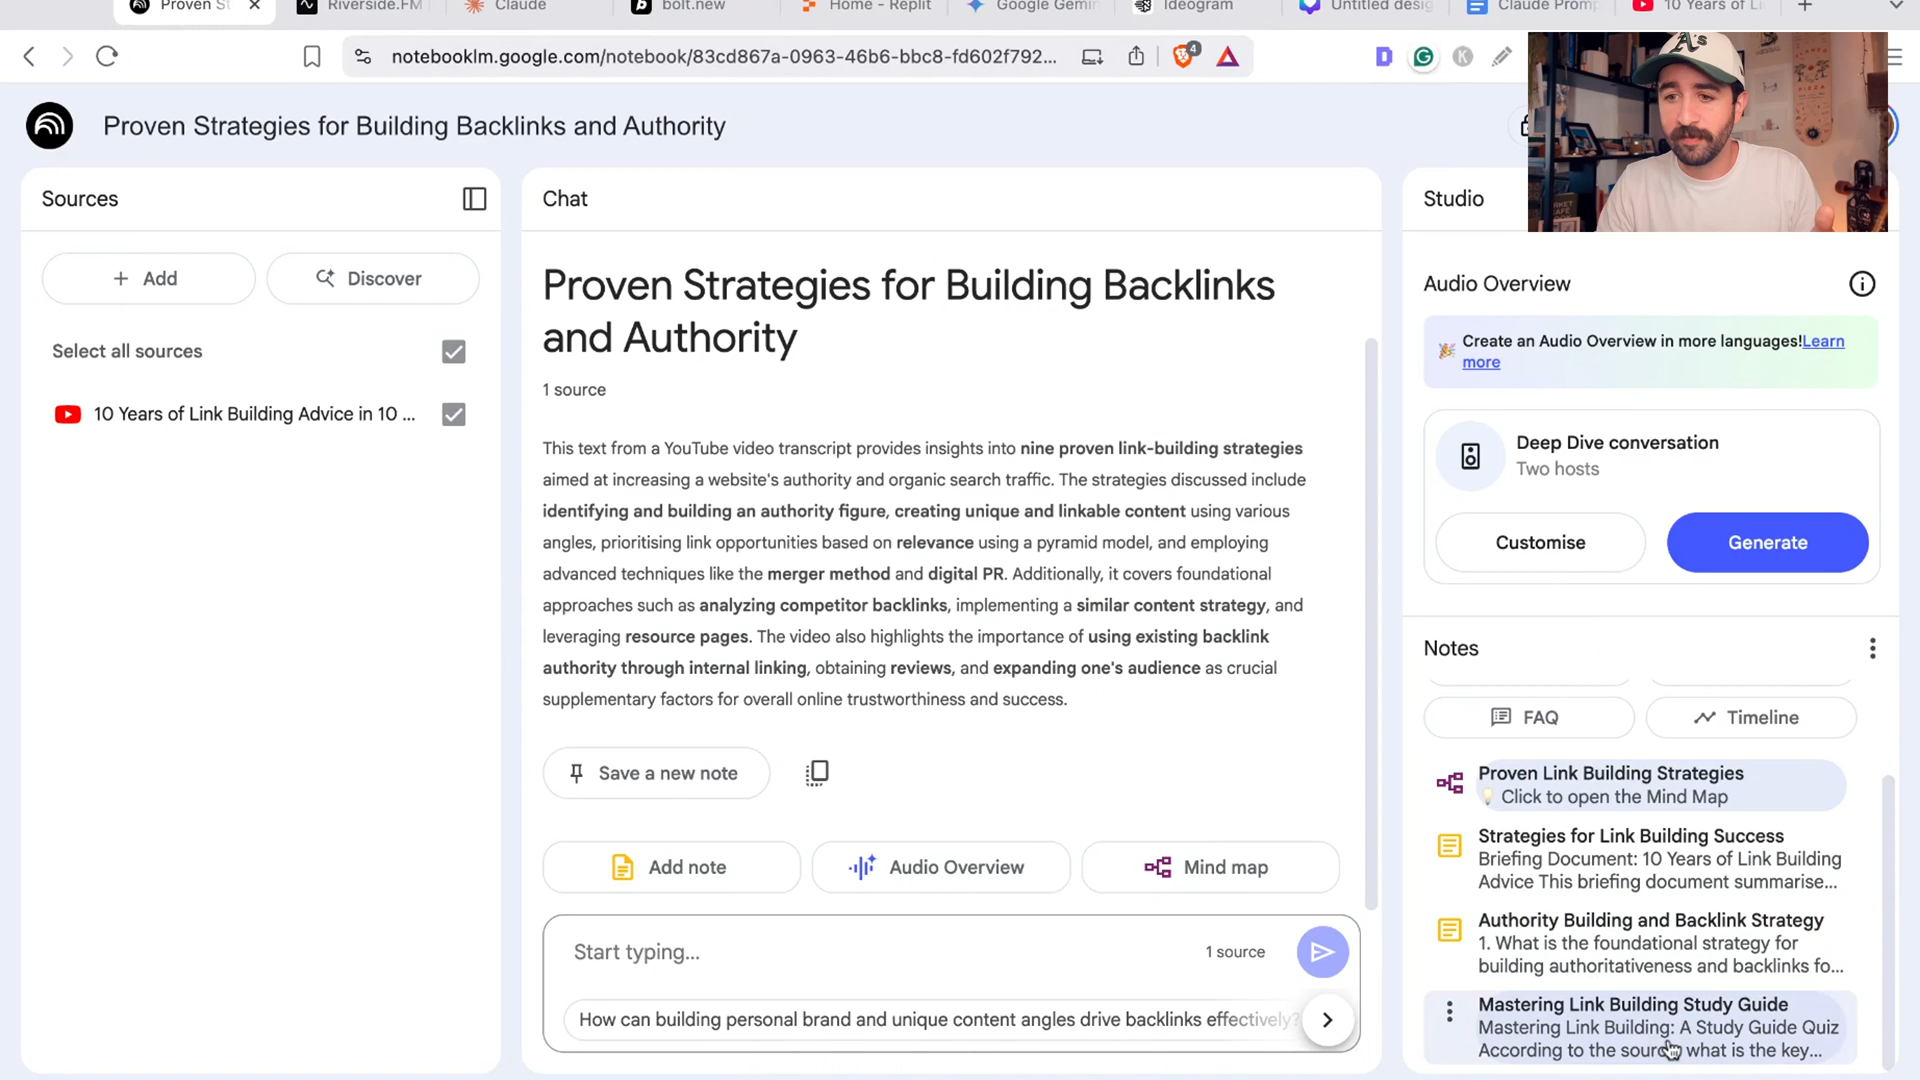 Proven St
Riverside.FM
Claude
bolt.new
Home - Replit
Google Gemin
Ideogram
Untitled desig
Claude Promp
10 Years of Li
notebooklm.google.com/notebook/83cd867a-0963-46b6-bbc8-fd602f792...
4
A's
Proven Strategies for Building Backlinks and Authority
Sources
Add
Discover
Select all sources
10 Years of Link Building Advice in 10 ...
Chat
Proven Strategies for Building Backlinks
and Authority
1 source
This text from a YouTube video transcript provides insights into nine proven link-building strategies
aimed at increasing a website's authority and organic search traffic. The strategies discussed include
identifying and building an authority figure, creating unique and linkable content using various
angles, prioritising link opportunities based on relevance using a pyramid model, and employing
advanced techniques like the merger method and digital PR. Additionally, it covers foundational
approaches such as analyzing competitor backlinks, implementing a similar content strategy, and
leveraging resource pages. The video also highlights the importance of using existing backlink
authority through internal linking, obtaining reviews, and expanding one's audience as crucial
supplementary factors for overall online trustworthiness and success.
Save a new note
Add note
Audio Overview
Mind map
Start typing...
1 source
How can building personal brand and unique content angles drive backlinks effectively?
Studio
Audio Overview
Create an Audio Overview in more languages!Learn
more
Deep Dive conversation
Two hosts
Customise
Generate
Notes
FAQ
Timeline
Proven Link Building Strategies
Click to open the Mind Map
Strategies for Link Building Success
Briefing Document: 10 Years of Link Building
Advice This briefing document summarise...
Authority Building and Backlink Strategy
1. What is the foundational strategy for
building authoritativeness and backlinks fo...
Mastering Link Building Study Guide
Mastering Link Building: A Study Guide Quiz
According to the source, what is the key...